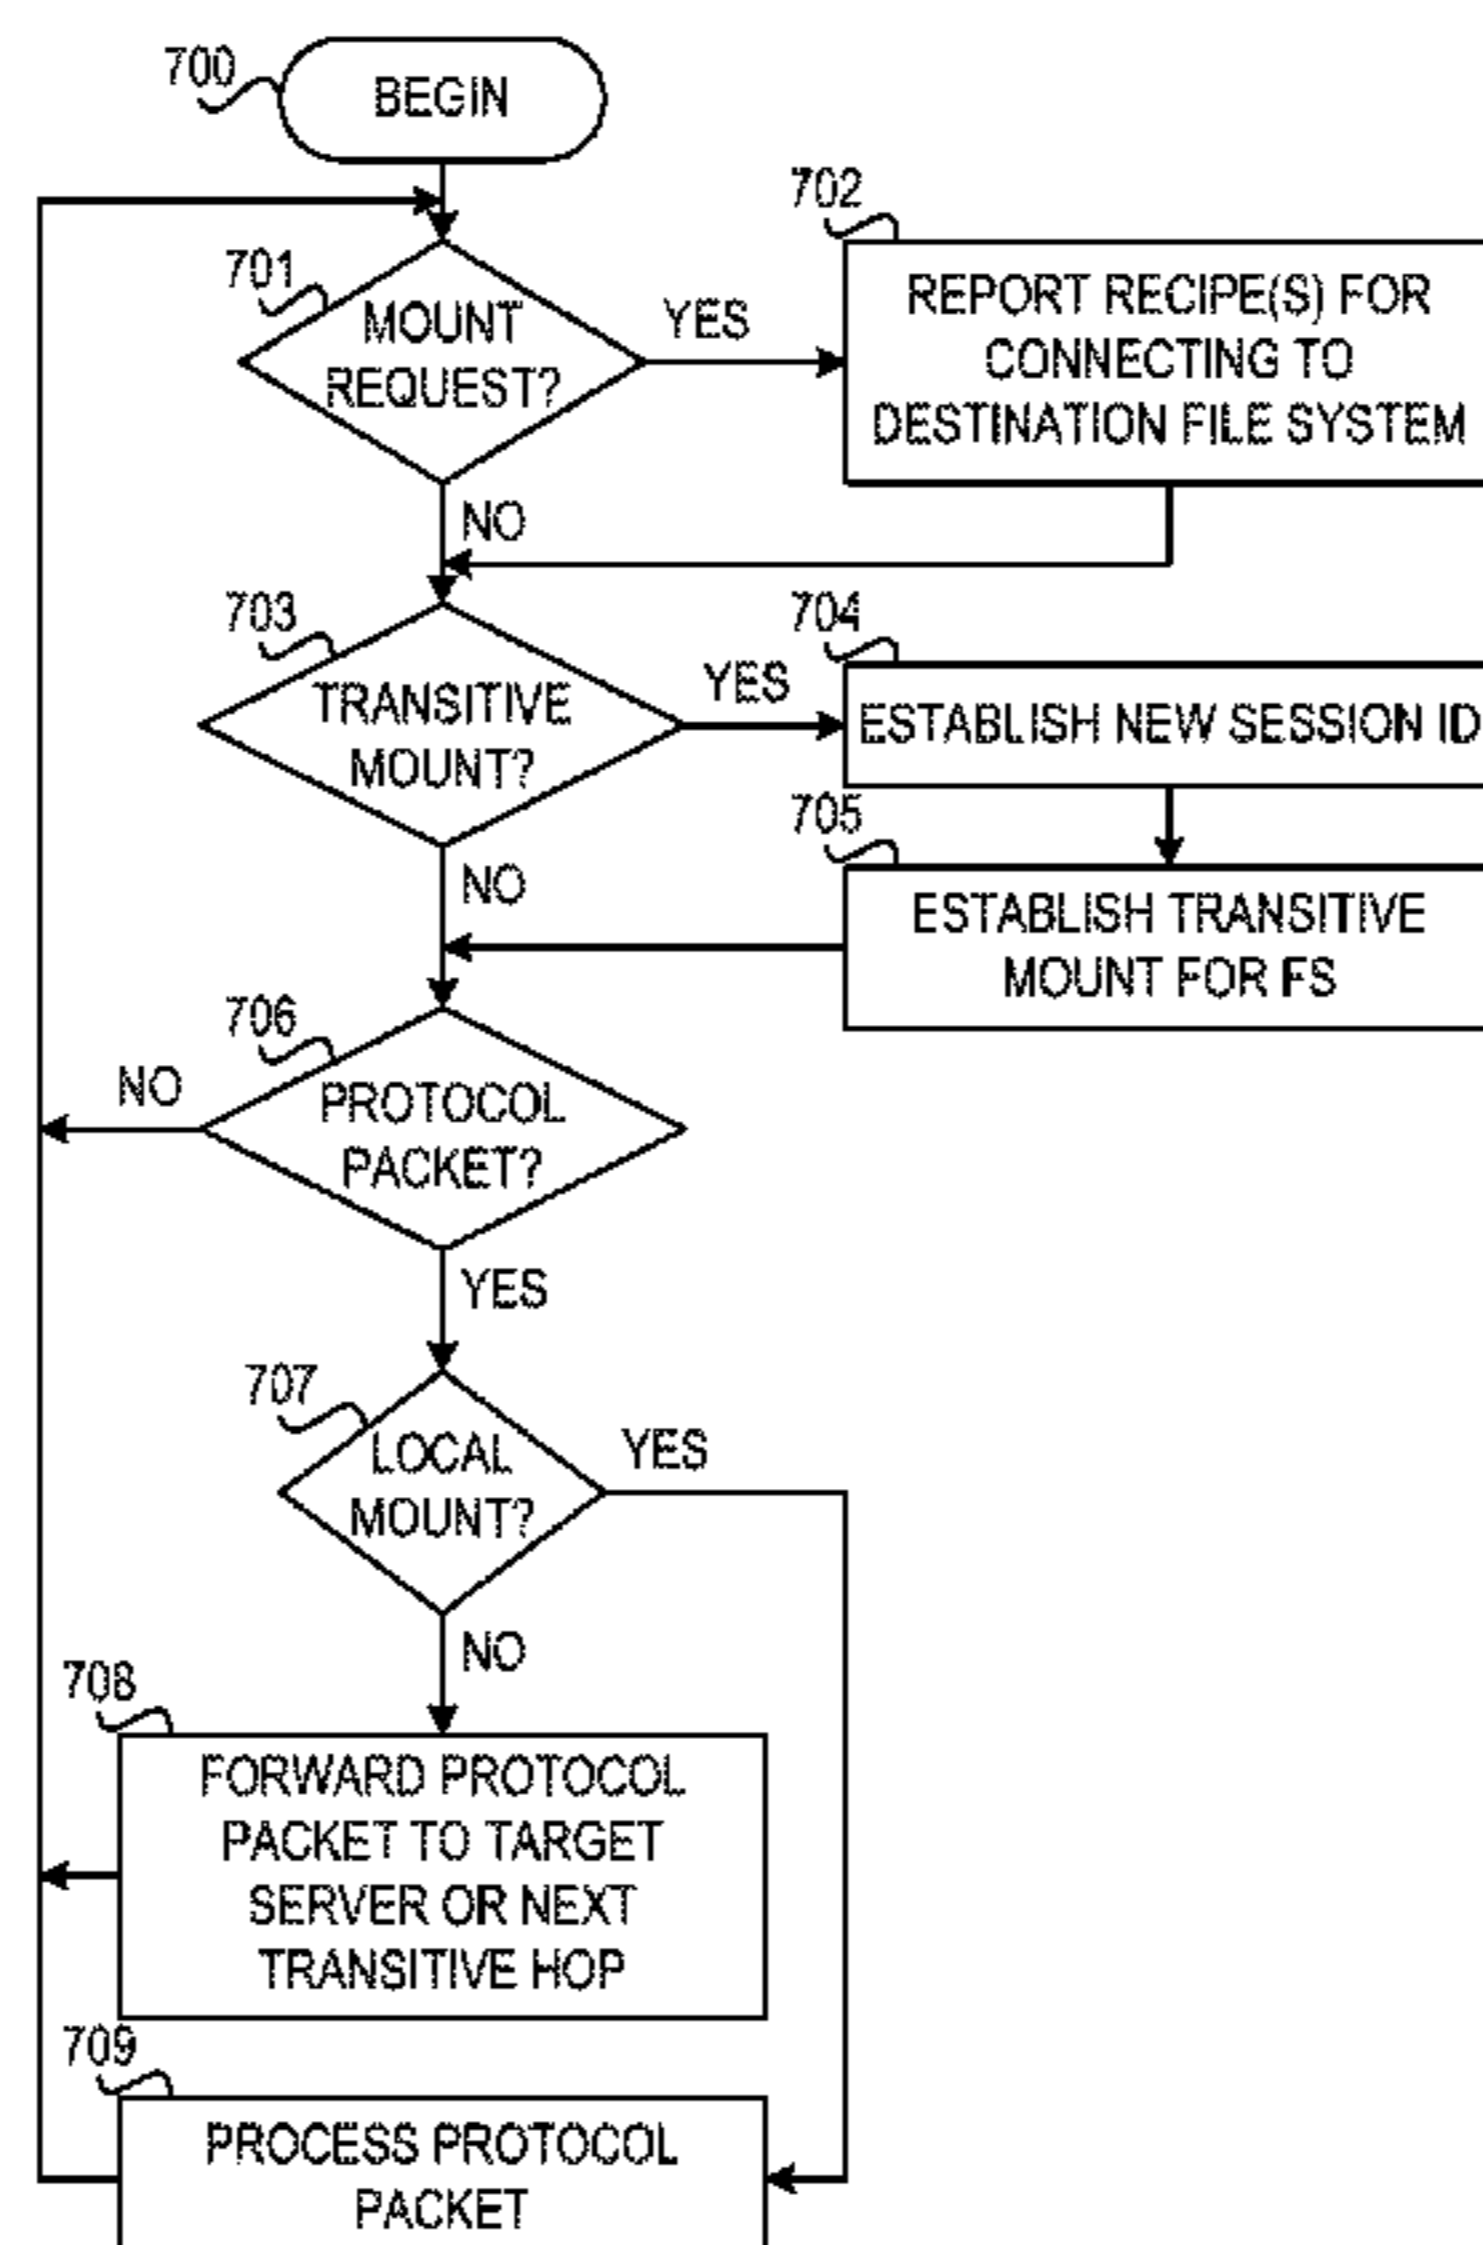 700
BEGIN
702
701
MOUNT
REQUEST?
YES
REPORT RECIPE(S) FOR
CONNECTING TO
DESTINATION FILE SYSTEM
NO
703
TRANSITIVE
MOUNT?
YES
704
ESTABLISH NEW SESSION ID
705
ESTABLISH TRANSITIVE
MOUNT FOR FS
NO
706
PROTOCOL
PACKET?
NO
YES
707
LOCAL
MOUNT?
YES
NO
708
FORWARD PROTOCOL
PACKET TO TARGET
SERVER OR NEXT
TRANSITIVE HOP
709
PROCESS PROTOCOL
PACKET